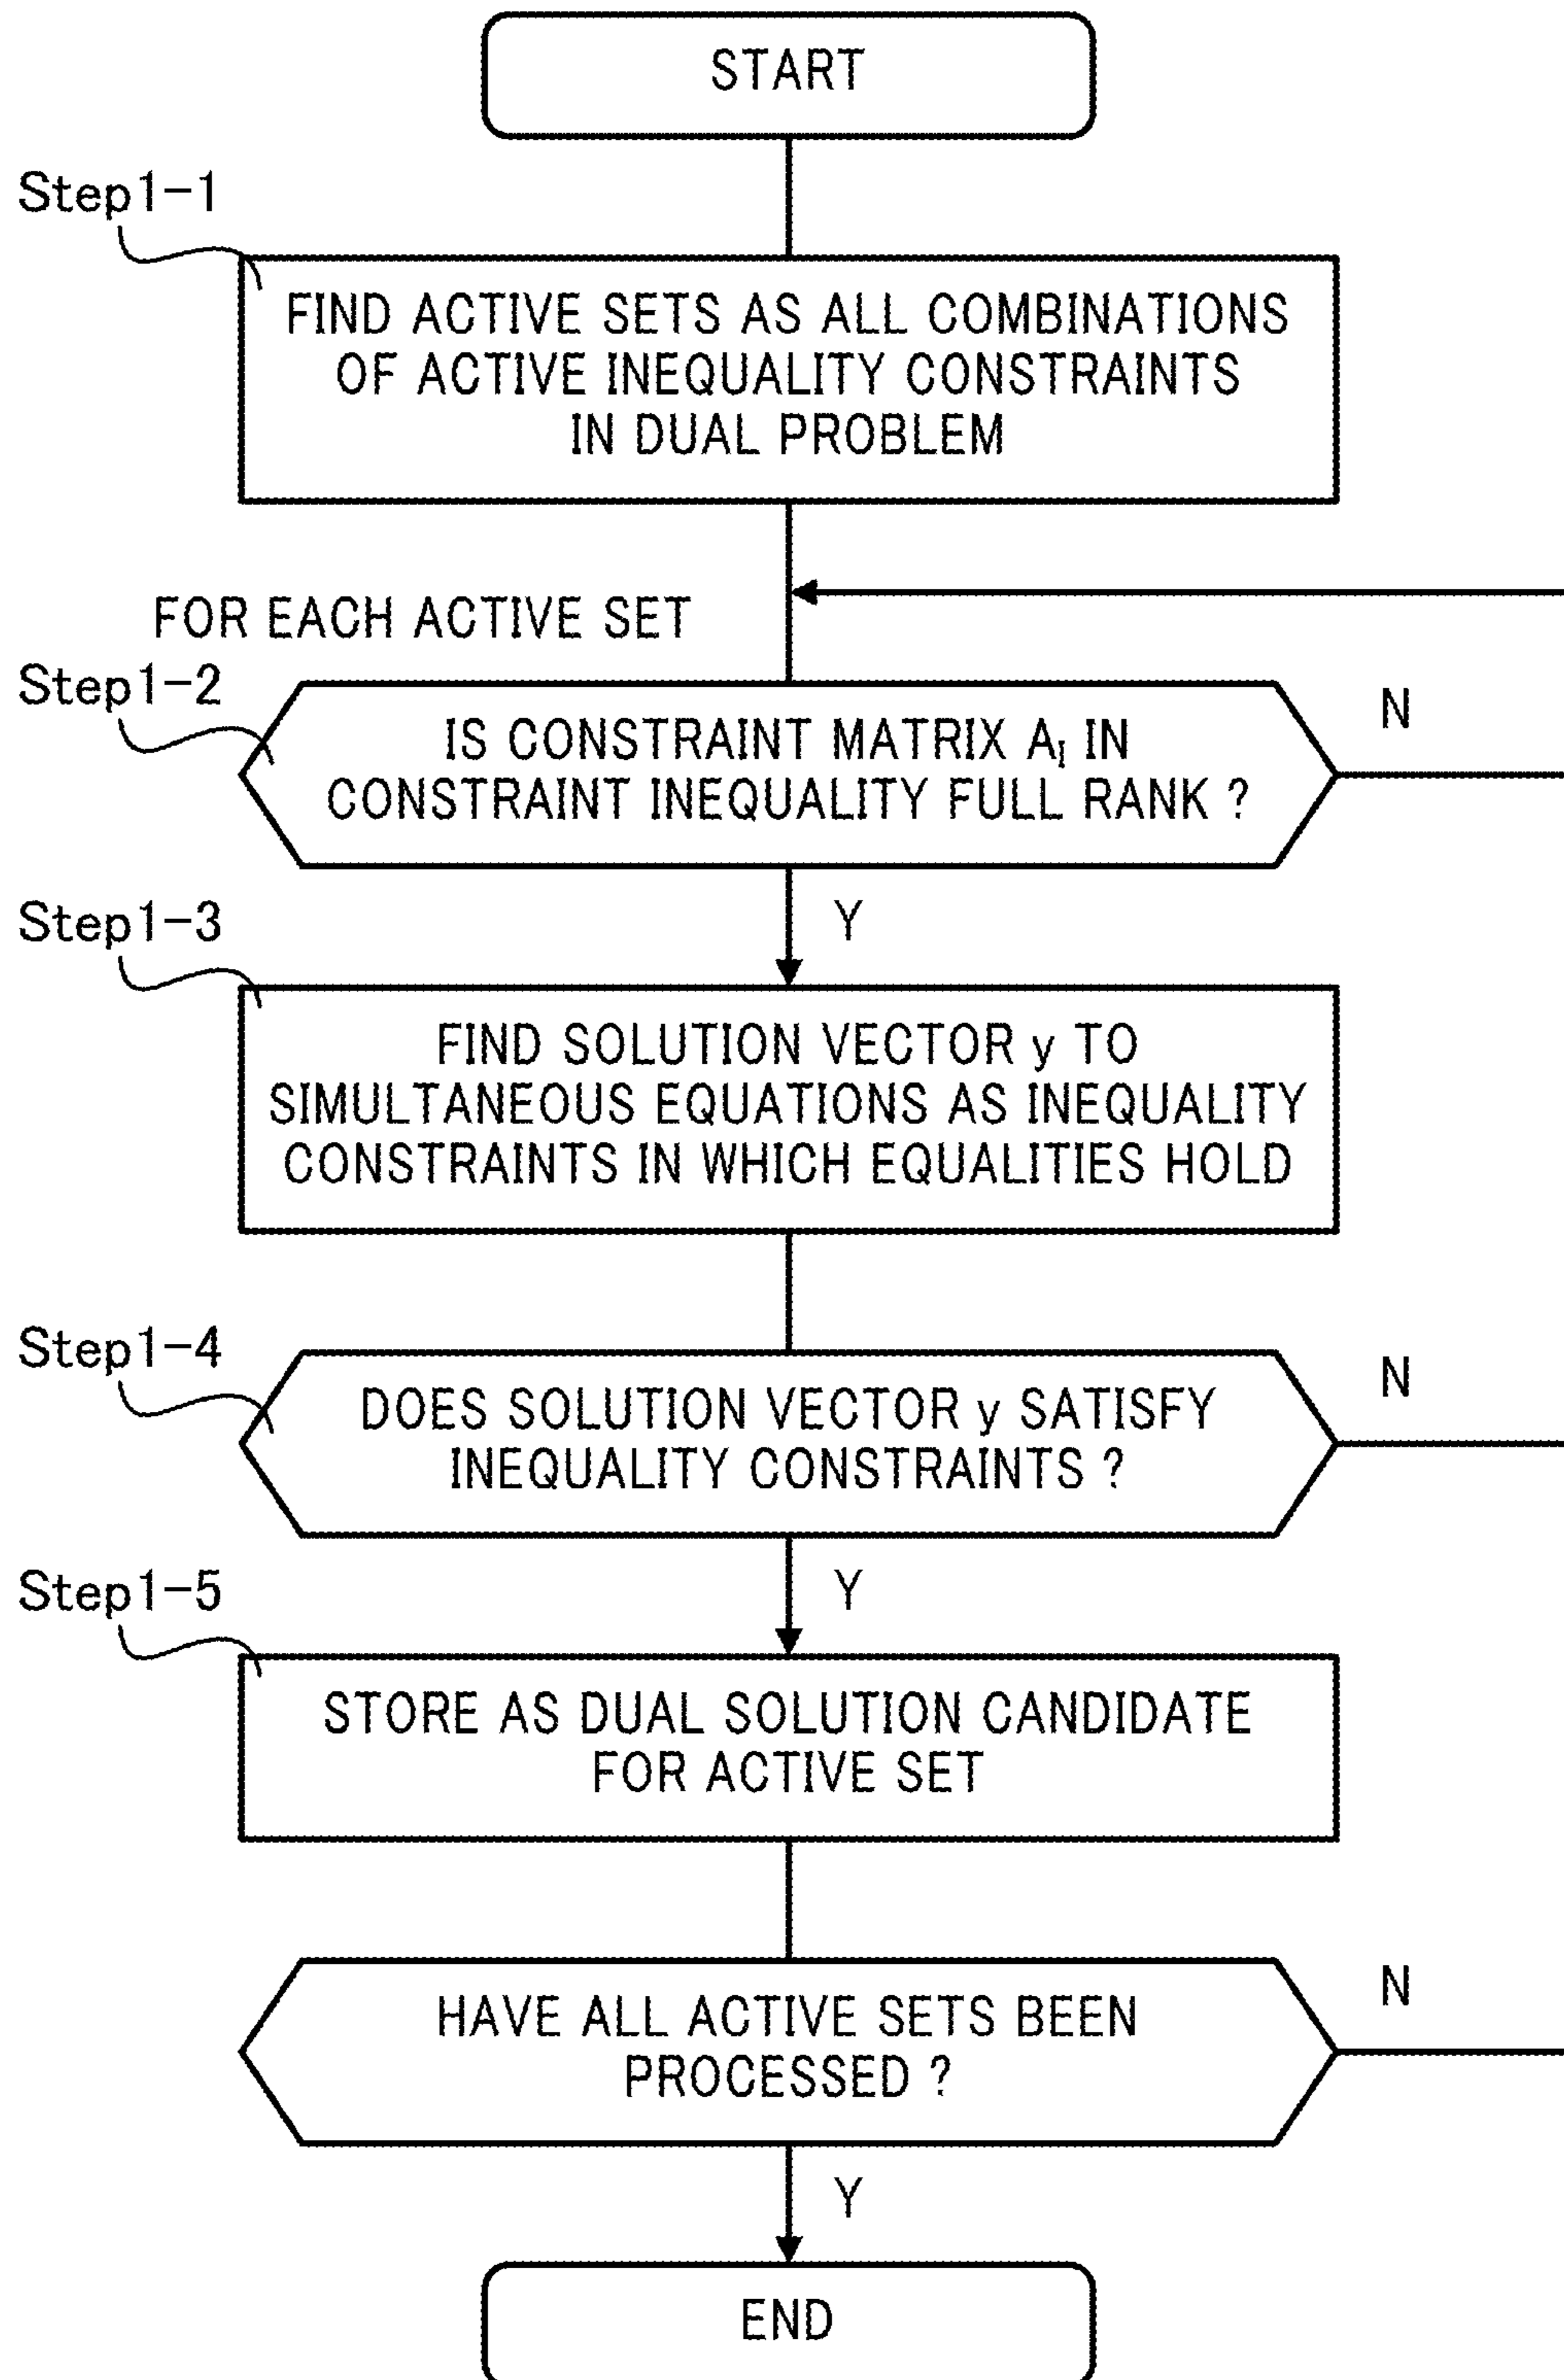 START
Step1-1
FIND ACTIVE SETS AS ALL COMBINATIONS
OF ACTIVE INEQUALITY CONSTRAINTS
IN DUAL PROBLEM
FOR EACH ACTIVE SET
Step1-2
IS CONSTRAINT MATRIX AI IN
CONSTRAINT INEQUALITY FULL RANK ?
N
Y
Step1-3
FIND SOLUTION VECTOR y TO
SIMULTANEOUS EQUATIONS AS INEQUALITY
CONSTRAINTS IN WHICH EQUALITIES HOLD
Step1-4
DOES SOLUTION VECTOR y SATISFY
INEQUALITY CONSTRAINTS ?
N
Y
Step1-5
STORE AS DUAL SOLUTION CANDIDATE
FOR ACTIVE SET
HAVE ALL ACTIVE SETS BEEN
PROCESSED ?
N
Y
END